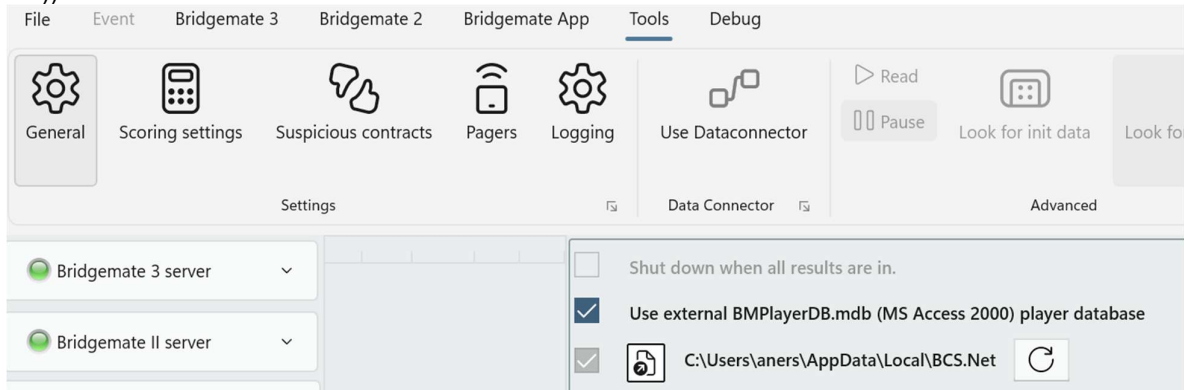 File Event Bridgemate 3 Bridgemate 2 Bridgemate App Tools Debug
Read
Pause
General Scoring settings Suspicious contracts Pagers Logging Use Dataconnector Look for init data Look fo
Settings Data Connector Advanced
Bridgemate 3 server
Shut down when all results are in.
Use external BMPlayerDB.mdb (MS Access 2000) player database
Bridgemate II server
C:\Users\aners\AppData\Local\BCS.Net